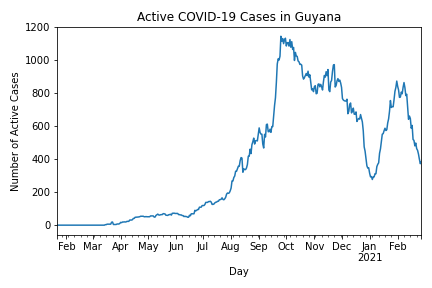 Active COVID-19 Cases in Guyana
Number of Active Cases
1200
1000
800
600
400
200
0
Feb Mar Apr May Jun Jul Aug Sep Oct Nov Dec Jan Feb
2021
Day